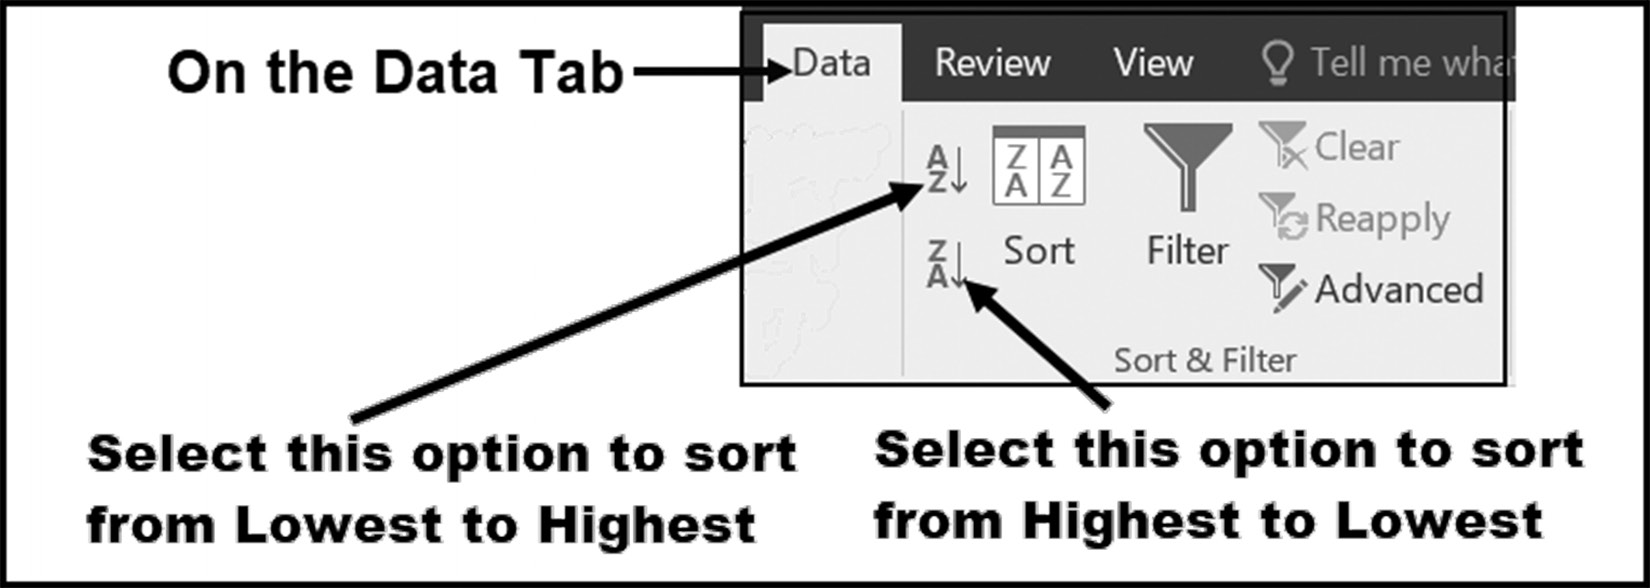 On the Data Tab
Data Review View Tell me wha
A
Z
Z A
A Z
Clear
Reapply
Z
A
Sort Filter
Advanced
Sort & Filter
Select this option to sort
from Lowest to Highest
Select this option to sort
from Highest to Lowest